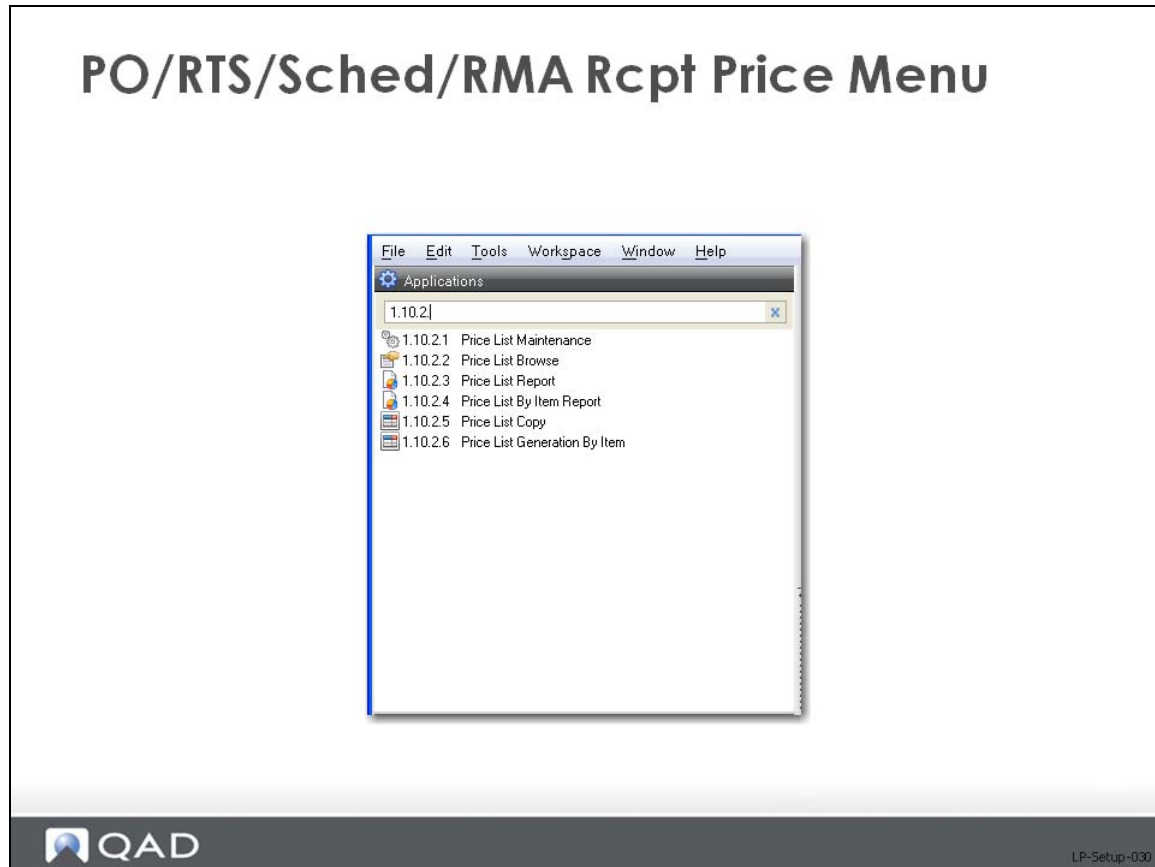 PO/RTS/Sched/RMA Rcpt Price Menu
File Edit Tools Workspace Window Help
Applications
1.10.2
1.10.2.1 Price List Maintenance
1.10.2.2 Price List Browse
1.10.2.3 Price List Report
1.10.2.4 Price List By Item Report
1.10.2.5 Price List Copy
1.10.2.6 Price List Generation By Item
QAD
LP-Setup-030